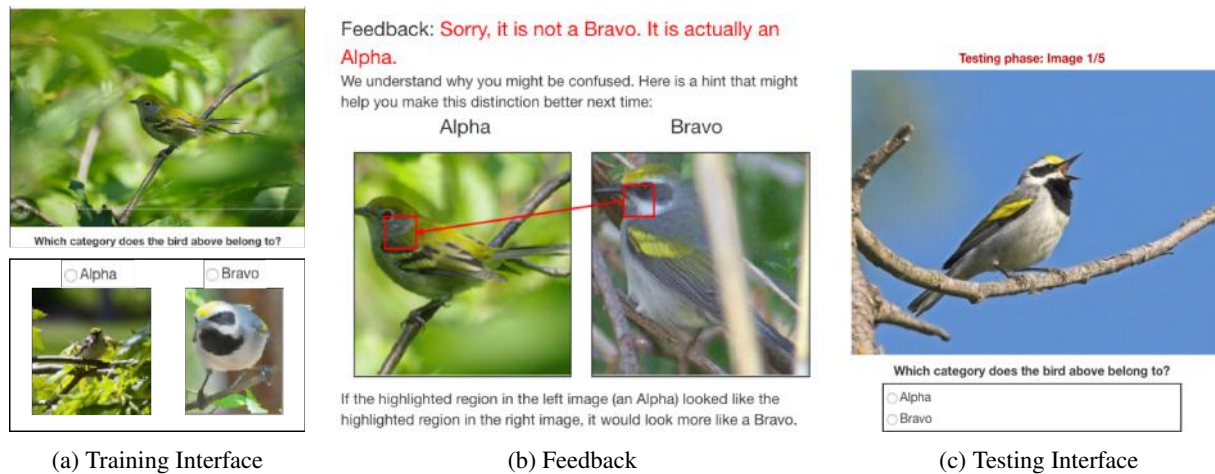 Which category does the bird above belong to?
Alpha
Bravo
(a) Training Interface
Feedback: Sorry, it is not a Bravo. It is actually an
Alpha.
We understand why you might be confused. Here is a hint that might
help you make this distinction better next time:
Alpha
Bravo
If the highlighted region in the left image (an Alpha) looked like the
highlighted region in the right image, it would look more like a Bravo.
(b) Feedback
Testing phase: Image 1/5
Which category does the bird above belong to?
Alpha
Bravo
(c) Testing Interface